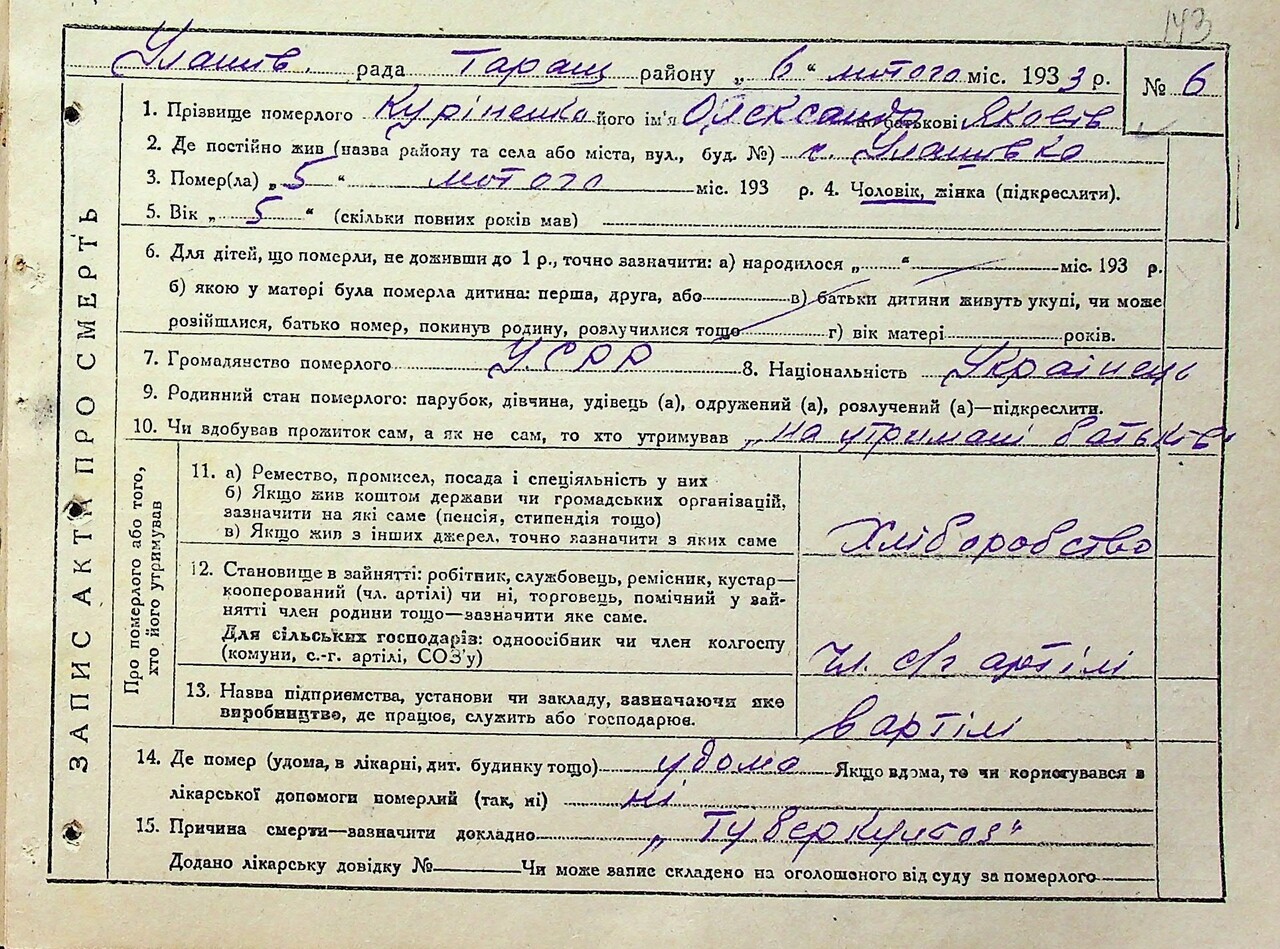 143
Улашів. рада Таращ району „ 6 “ лютого міс. 1933 р. № 6
1. Прізвище померлого Куріненко його ім'я Олександр по батькові Яковів
2. Де постійно жив (назва району та села або міста, вул., буд. №) с. Улашівка
3. Помер(ла) „ 5 “ лютого міс. 193 р. 4. Чоловік, жінка (підкреслити).
5. Вік „ 5 “ (скільки повних років мав)
6. Для дітей, що померли, не доживши до 1 р., точно зазначити: а) народилося „ “ міс. 193 р.
б) якою у матері була померла дитина: перша, друга, або в) батьки дитини живуть укупі, чи може
розійшлися, батько номер, покинув родину, розлучилися тощо г) вік матері років.
7. Громадянство померлого УСРР 8. Національність Українець
9. Родинний стан померлого: парубок, дівчина, удівець (а), одружений (а), розлучений (а)—підкреслити.
10. Чи здобував прожиток сам, а як не сам, то хто утримував „на утримані батьків“
ЗАПИС АКТА ПРО СМЕРТЬ
Про померлого або того,
хто його утримував
11. а) Ремество, промисел, посада і спеціяльність у них
б) Якщо жив коштом держави чи громадських організацій,
зазначити на які саме (пенсія, стипендія тощо)
в) Якщо жив з інших джерел, точно зазначити з яких саме
Хліборобство
12. Становище в зайнятті: робітник, службовець, ремісник, кустар—
кооперований (чл. артілі) чи ні, торговець, помічний у зай-
нятті член родини тощо—зазначити яке саме.
Для сільських господарів: одноосібник чи член колгоспу
(комуни, с.-г. артілі, СОЗ'у)
чл. с/г артілі
13. Назва підприємства, установи чи закладу, зазначаючи яке
виробництво, де працює, служить або господарює.
в артілі
14. Де помер (удома, в лікарні, дит. будинку тощо) удома Якщо вдома, то чи користувався в
лікарської допомоги померлий (так, ні) ні
15. Причина смерти—зазначити докладно „Туберкульоз“
Додано лікарську довідку № Чи може запис складено на оголошеного від суду за померлого